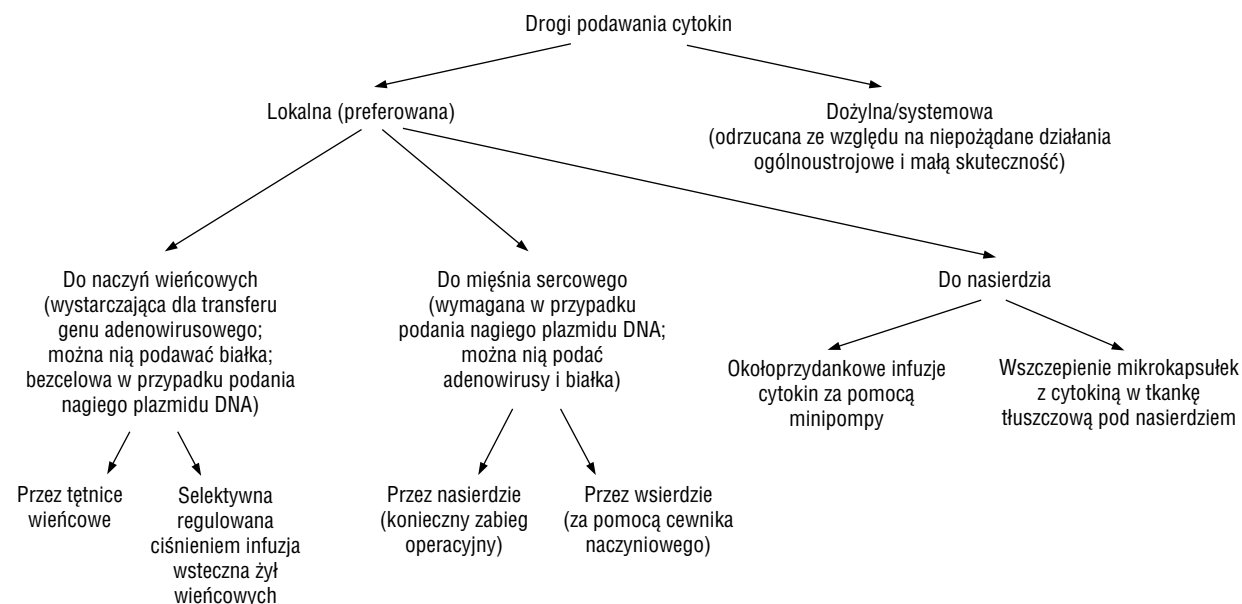 Drogi podawania cytokin
Lokalna (preferowana)
Dożylna/systemowa
(odrzucana ze względu na niepożądane działania
ogólnoustrojowe i małą skuteczność)
Do naczyń wieńcowych
(wystarczająca dla transferu
genu adenowirusowego;
można nią podawać białka;
bezcelowa w przypadku podania
nagiego plazmidu DNA)
Do mięśnia sercowego
(wymagana w przypadku
podania nagiego plazmidu DNA;
można nią podać
adenowirusy i białka)
Do nasierdzia
Okołoprzydankowe infuzje
cytokin za pomocą
minipompy
Wszczepienie mikrokapsułek
z cytokiną w tkankę
tłuszczową pod nasierdziem
Przez tętnice
wieńcowe
Selektywna
regulowana
ciśnieniem infuzja
wsteczna żył
wieńcowych
Przez nasierdzie
(konieczny zabieg
operacyjny)
Przez wsierdzie
(za pomocą cewnika
naczyniowego)